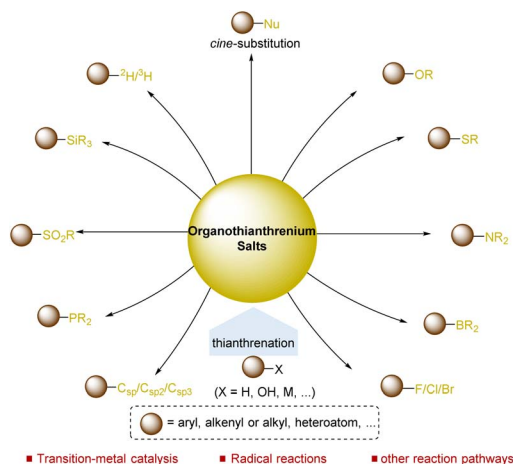 Nu
cine-substitution
²H/³H
OR
SiR₃
SR
Organothianthrenium
Salts
SO₂R
NR₂
PR₂
BR₂
thianthrenation
X
Csp/Csp2/Csp3
(X = H, OH, M, ...)
F/Cl/Br
= aryl, alkenyl or alkyl, heteroatom, ...
■ Transition-metal catalysis ■ Radical reactions ■ other reaction pathways